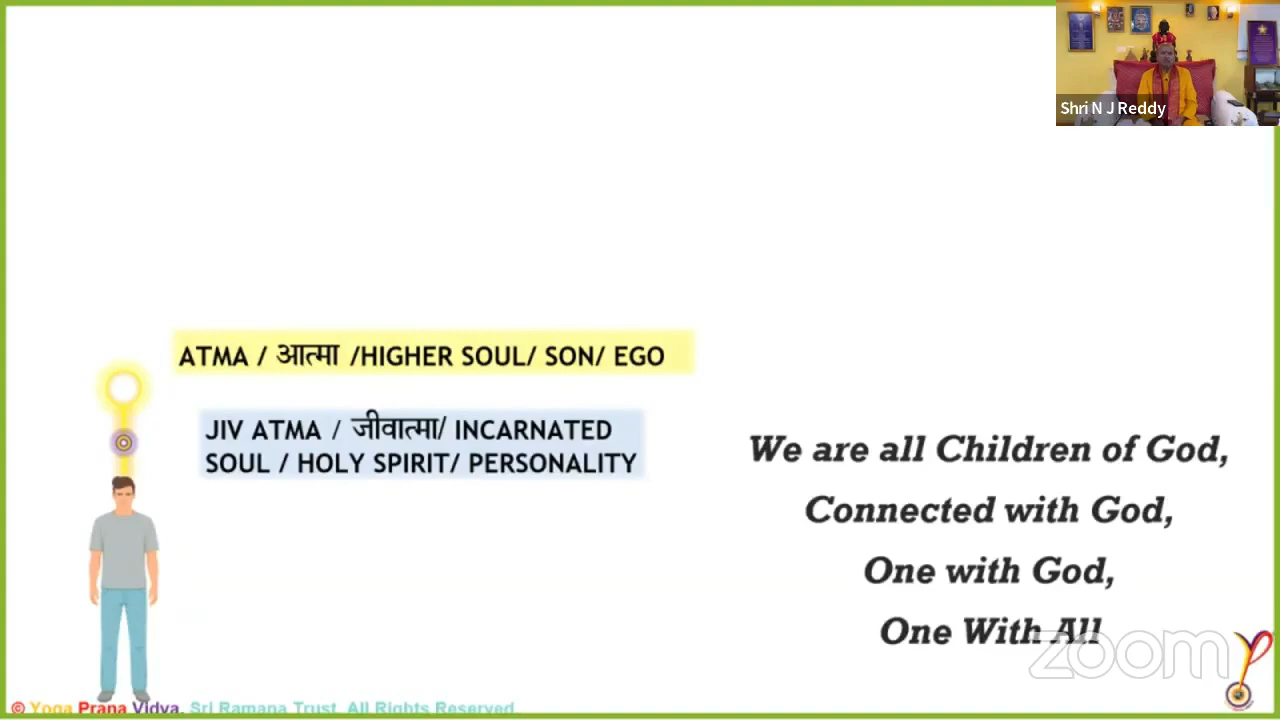 Shri N J Reddy
ATMA / आत्मा /HIGHER SOUL/ SON/ EGO
JIV ATMA / जीवात्मा/ INCARNATED
SOUL / HOLY SPIRIT/ PERSONALITY
We are all Children of God,
Connected with God,
One with God,
One With All
zoom
© Yoga Prana Vidya, Sri Ramana Trust. All Rights Reserved